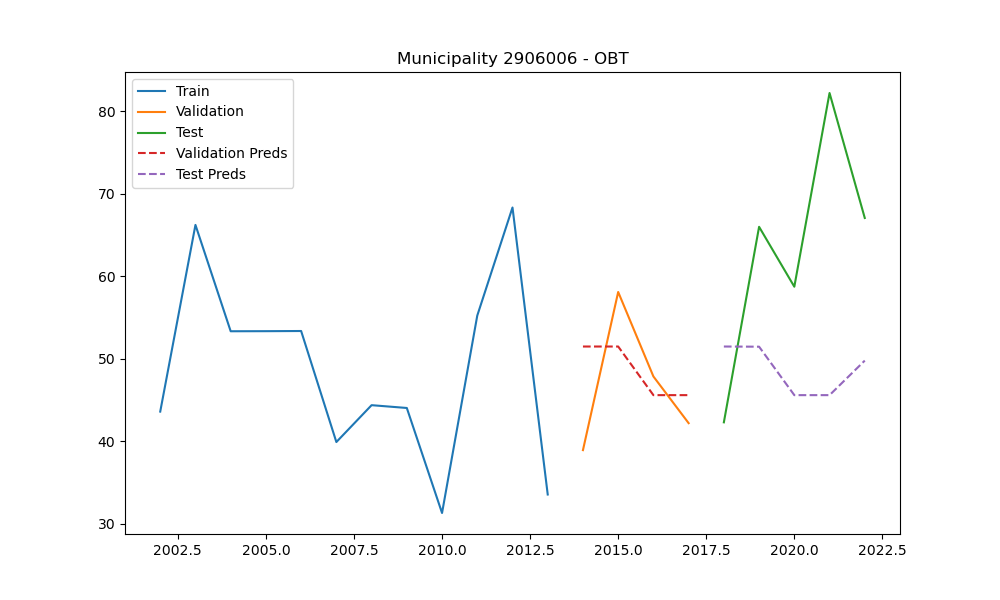 Municipality 2906006 - OBT
Train
Validation
Test
Validation Preds
Test Preds
80
70
60
50
40
30
2002.5 2005.0 2007.5 2010.0 2012.5 2015.0 2017.5 2020.0 2022.5